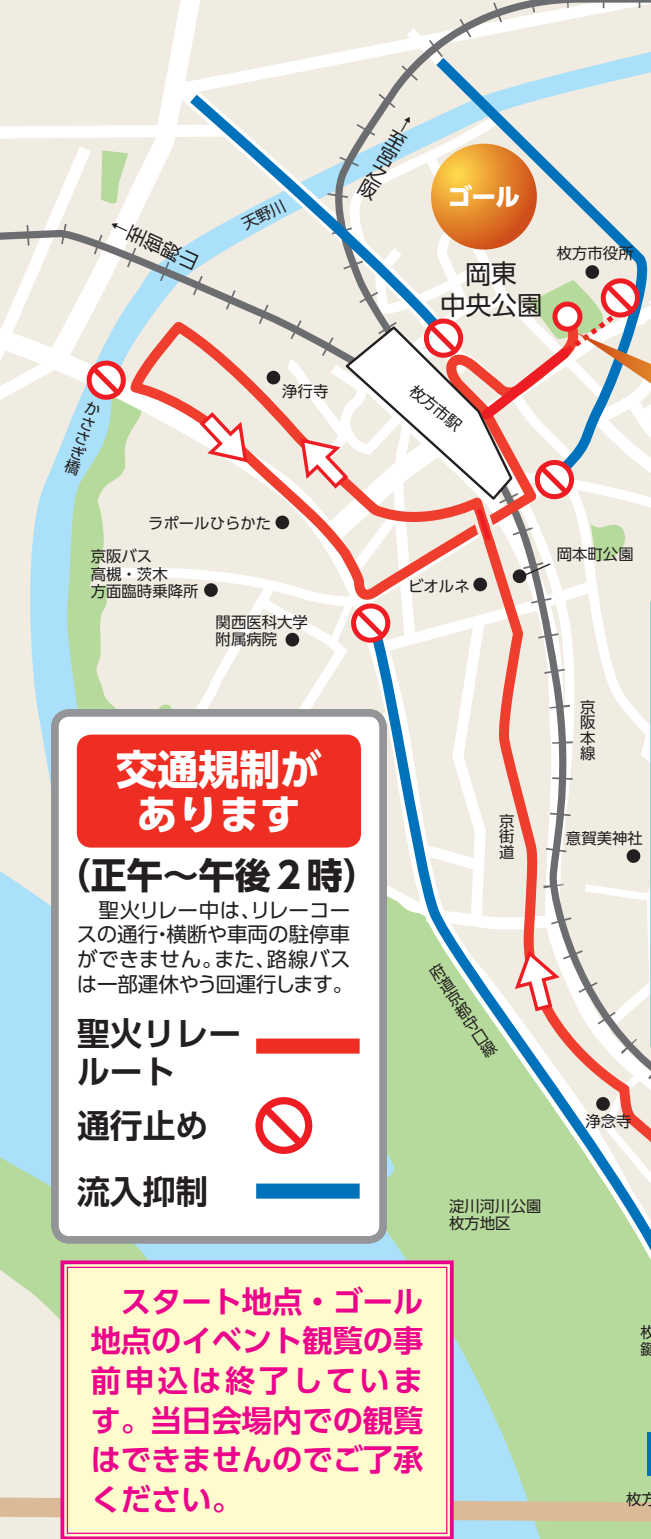 ←至宮之阪
ゴール
天野川
←至御殿山
枚方市役所
岡東
中央公園
枚方市駅
浄行寺
かささぎ橋
ラポールひらかた
京阪バス
高槻・茨木
方面臨時乗降所
関西医科大学
附属病院
ビオルネ
岡本町公園
京阪本線
京街道
意賀美神社
府道京都守口線
浄念寺
淀川河川公園
枚方地区
交通規制が
あります
(正午～午後2時)
聖火リレー中は、リレーコー
スの通行・横断や車両の駐停車
ができません。また、路線バス
は一部運休やう回運行します。
聖火リレー
ルート
通行止め
流入抑制
スタート地点・ゴール
地点のイベント観覧の事
前申込は終了していま
す。当日会場内での観覧
はできませんのでご了承
ください。
枚方